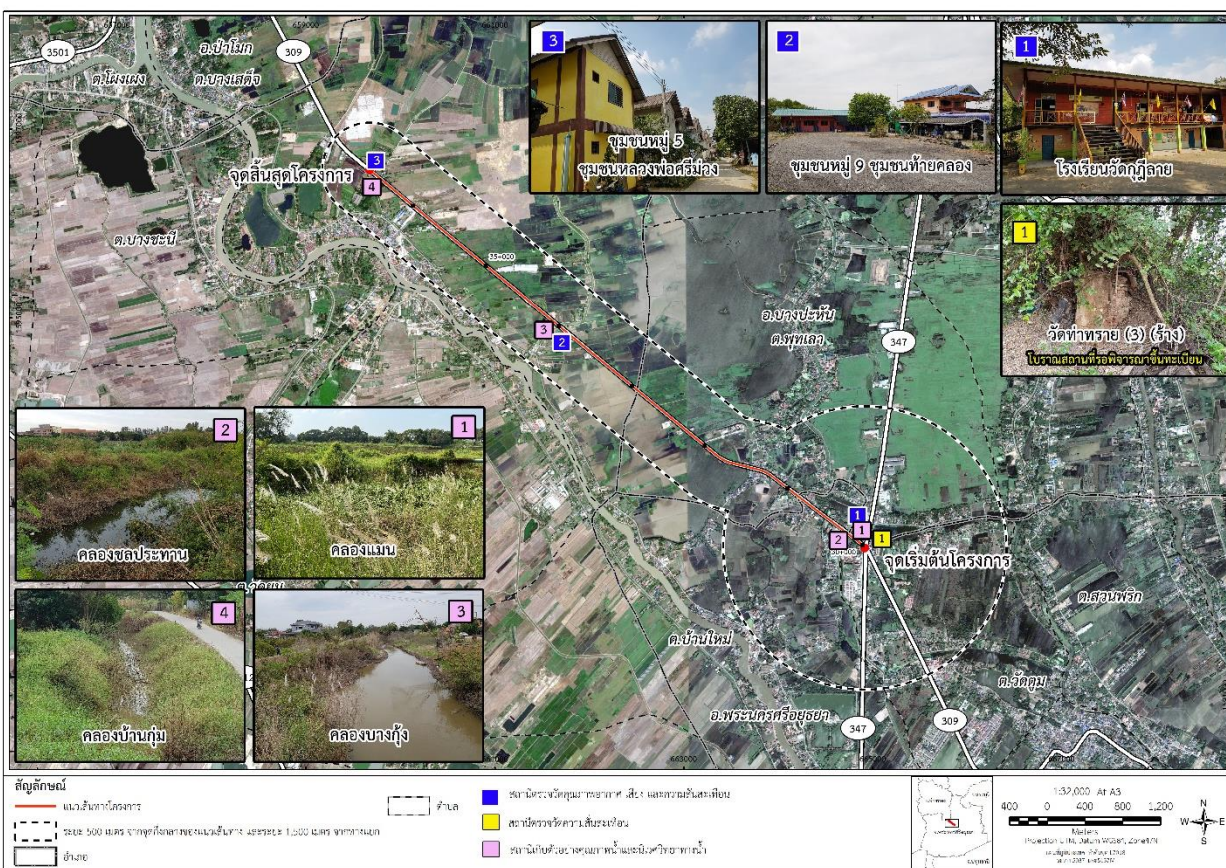 657000
659000
661000
3501
309
อ.ป่าโมก
ต.โผงเผง
ต.บางเสด็จ
3
ชุมชนหมู่ 5
ชุมชนหลวงพ่อศรีม่วง
2
ชุมชนหมู่ 9 ชุมชนท้ายคลอง
1
โรงเรียนวัดกุฎีลาย
1
วัดท่าทราย (3) (ร้าง)
โบราณสถานที่รอพิจารณาขึ้นทะเบียน
จุดสิ้นสุดโครงการ
3
4
ต.บางชะนี
35+000
3
2
อ.บางปะหัน
ต.พุทเลา
347
2
คลองชลประทาน
1
คลองแมน
4
คลองบ้านกุ่ม
3
คลองบางกุ้ง
1
1
2
1
จุดเริ่มต้นโครงการ
ต.สวนพริก
ต.บ้านใหม่
ต.วัดตูม
อ.พระนครศรีอยุธยา
347
309
663000
สัญลักษณ์
แนวเส้นทางโครงการ
ระยะ 500 เมตร จากจุดกึ่งกลางของแนวเส้นทาง และระยะ 1,500 เมตร จากทางแยก
อำเภอ
ตำบล
สถานีตรวจวัดคุณภาพอากาศ เสียง และความสั่นสะเทือน
สถานีตรวจวัดความสั่นสะเทือน
สถานีเก็บตัวอย่างคุณภาพน้ำและนิเวศวิทยาทางน้ำ
1:32,000 At A3
400 0 400 800 1,200
Meters
Projection UTM, Datum WGS84, Zone47N
N
W E
S